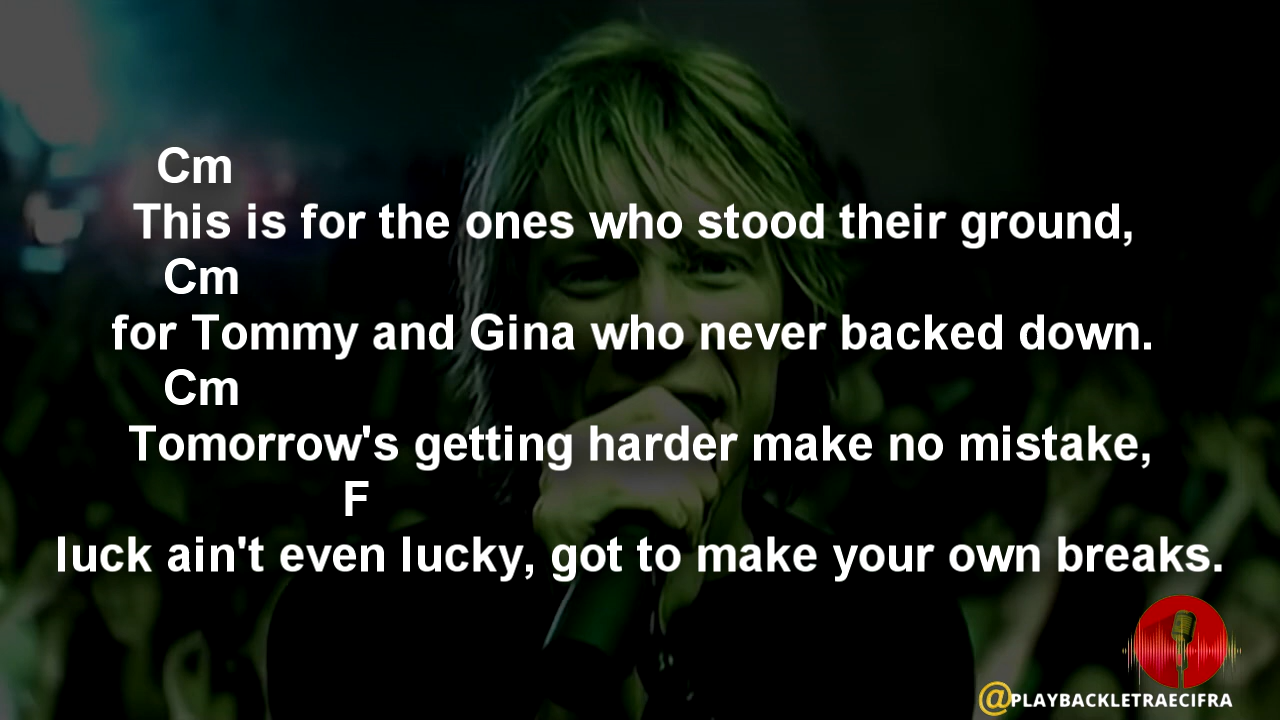 Cm
This is for the ones who stood their ground,
Cm
for Tommy and Gina who never backed down.
Cm
Tomorrow's getting harder make no mistake,
F
luck ain't even lucky, got to make your own breaks.
@PLAYBACKLETRAECIFRA